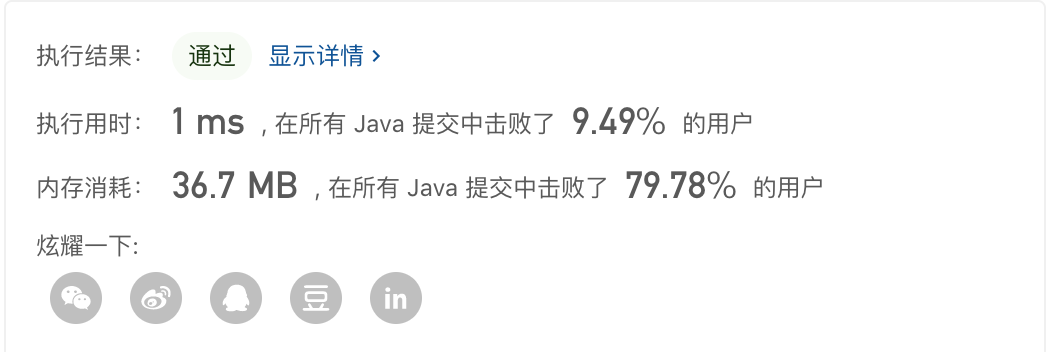 执行结果： 通过 显示详情 >
执行用时： 1 ms , 在所有 Java 提交中击败了 9.49% 的用户
内存消耗： 36.7 MB , 在所有 Java 提交中击败了 79.78% 的用户
炫耀一下:
豆 in